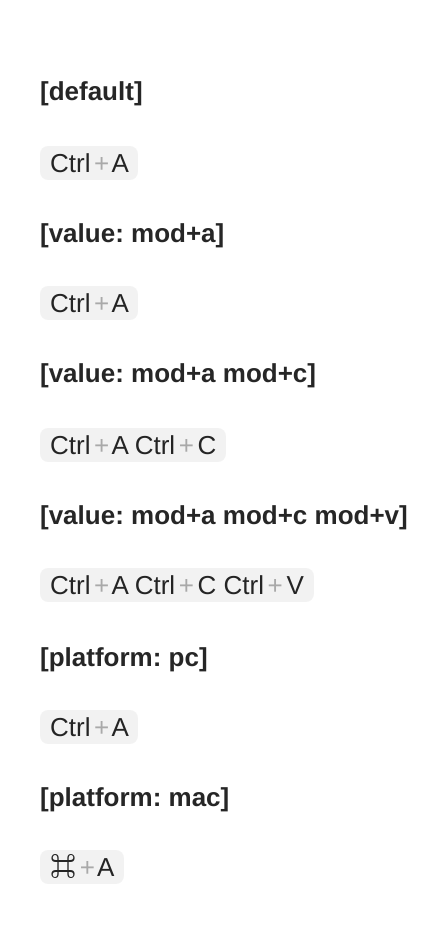 [default]
Ctrl+A
[value: mod+a]
Ctrl+A
[value: mod+a mod+c]
Ctrl+A Ctrl+C
[value: mod+a mod+c mod+v]
Ctrl+A Ctrl+C Ctrl+V
[platform: pc]
Ctrl+A
[platform: mac]
⌘+A